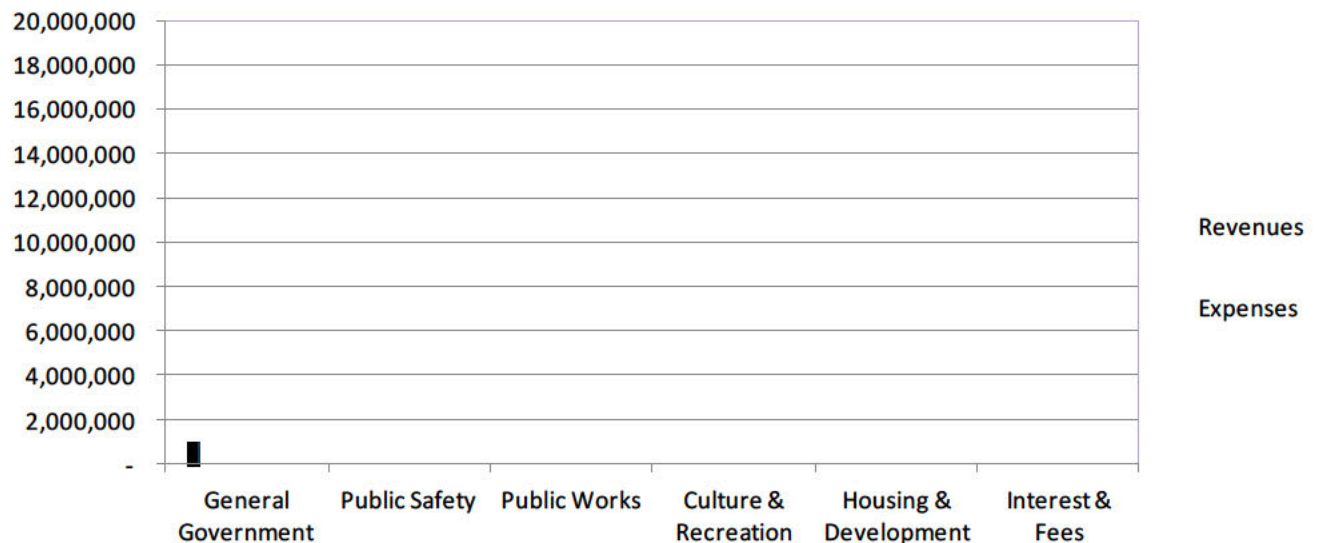 20,000,000
18,000,000
16,000,000
14,000,000
12,000,000
10,000,000
8,000,000
6,000,000
4,000,000
2,000,000
-
Revenues
Expenses
General Government
Public Safety
Public Works
Culture & Recreation
Housing & Development
Interest & Fees